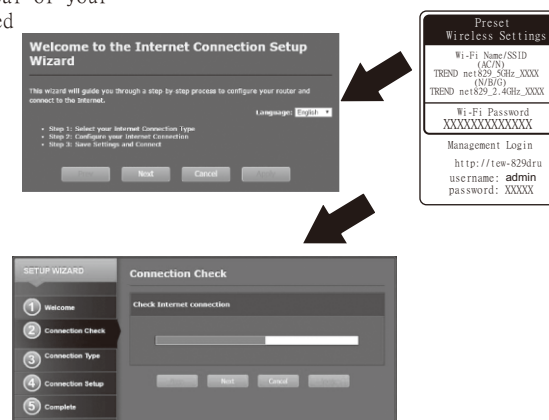 ed
Welcome to the Internet Connection Setup
Wizard
This wizard will guide you through a step-by-step process to configure your router and
connect to the Internet.
Language: English
• Step 1: Select your Internet Connection Type
• Step 2: Configure your Internet Connection
• Step 3: Save Settings and Connect
Prev Next Cancel Apply
Preset
Wireless Settings
Wi-Fi Name/SSID
(AC/N)
TREND net829_5GHz_XXXX
(N/B/G)
TREND net829_2.4GHz_XXXX
Wi-Fi Password
XXXXXXXXXXXXX
Management Login
http://tew-829dru
username: admin
password: XXXXX
SETUP WIZARD
1 Welcome
2 Connection Check
3 Connection Type
4 Connection Setup
5 Complete
Connection Check
Check Internet connection
Next Cancel